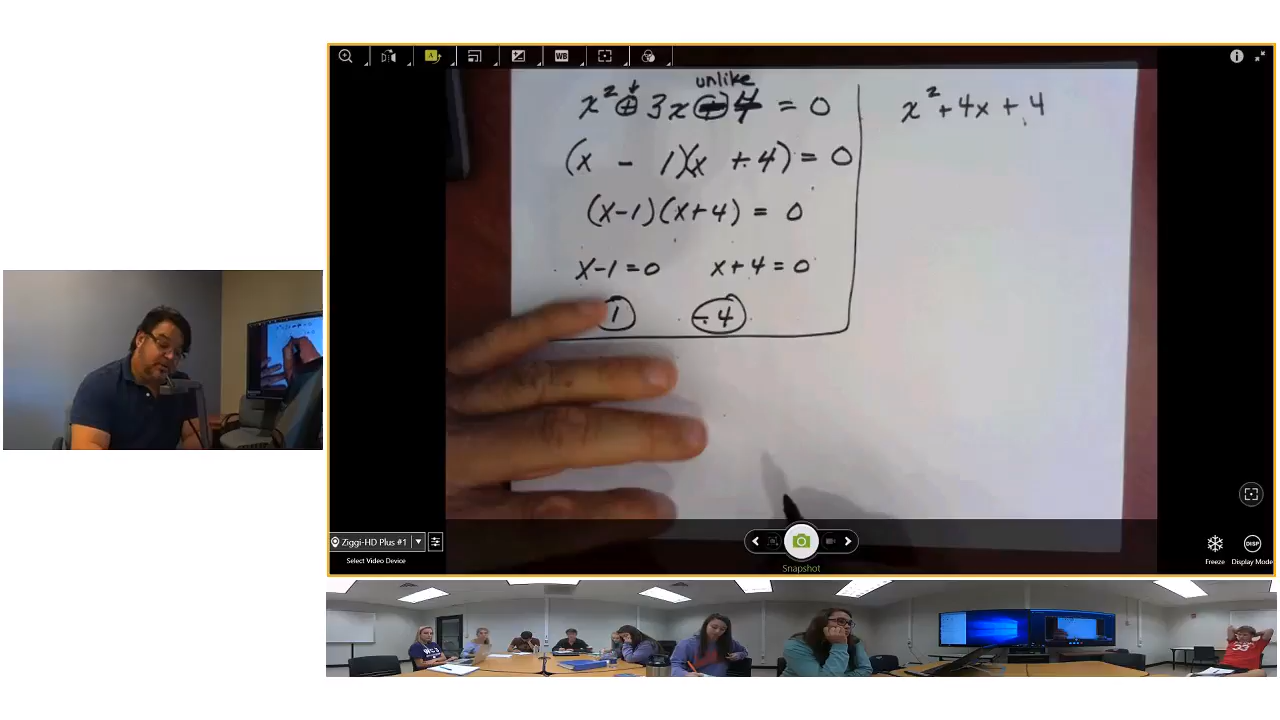 WB
unlike
x² + 3x - 4 = 0
(x - 1)(x + 4) = 0
(x-1)(x+4) = 0
x-1=0 x+4=0
1 -4
x² + 4x + 4
Ziggi-HD Plus #1
Select Video Device
Snapshot
Freeze
DISP
Display Mode